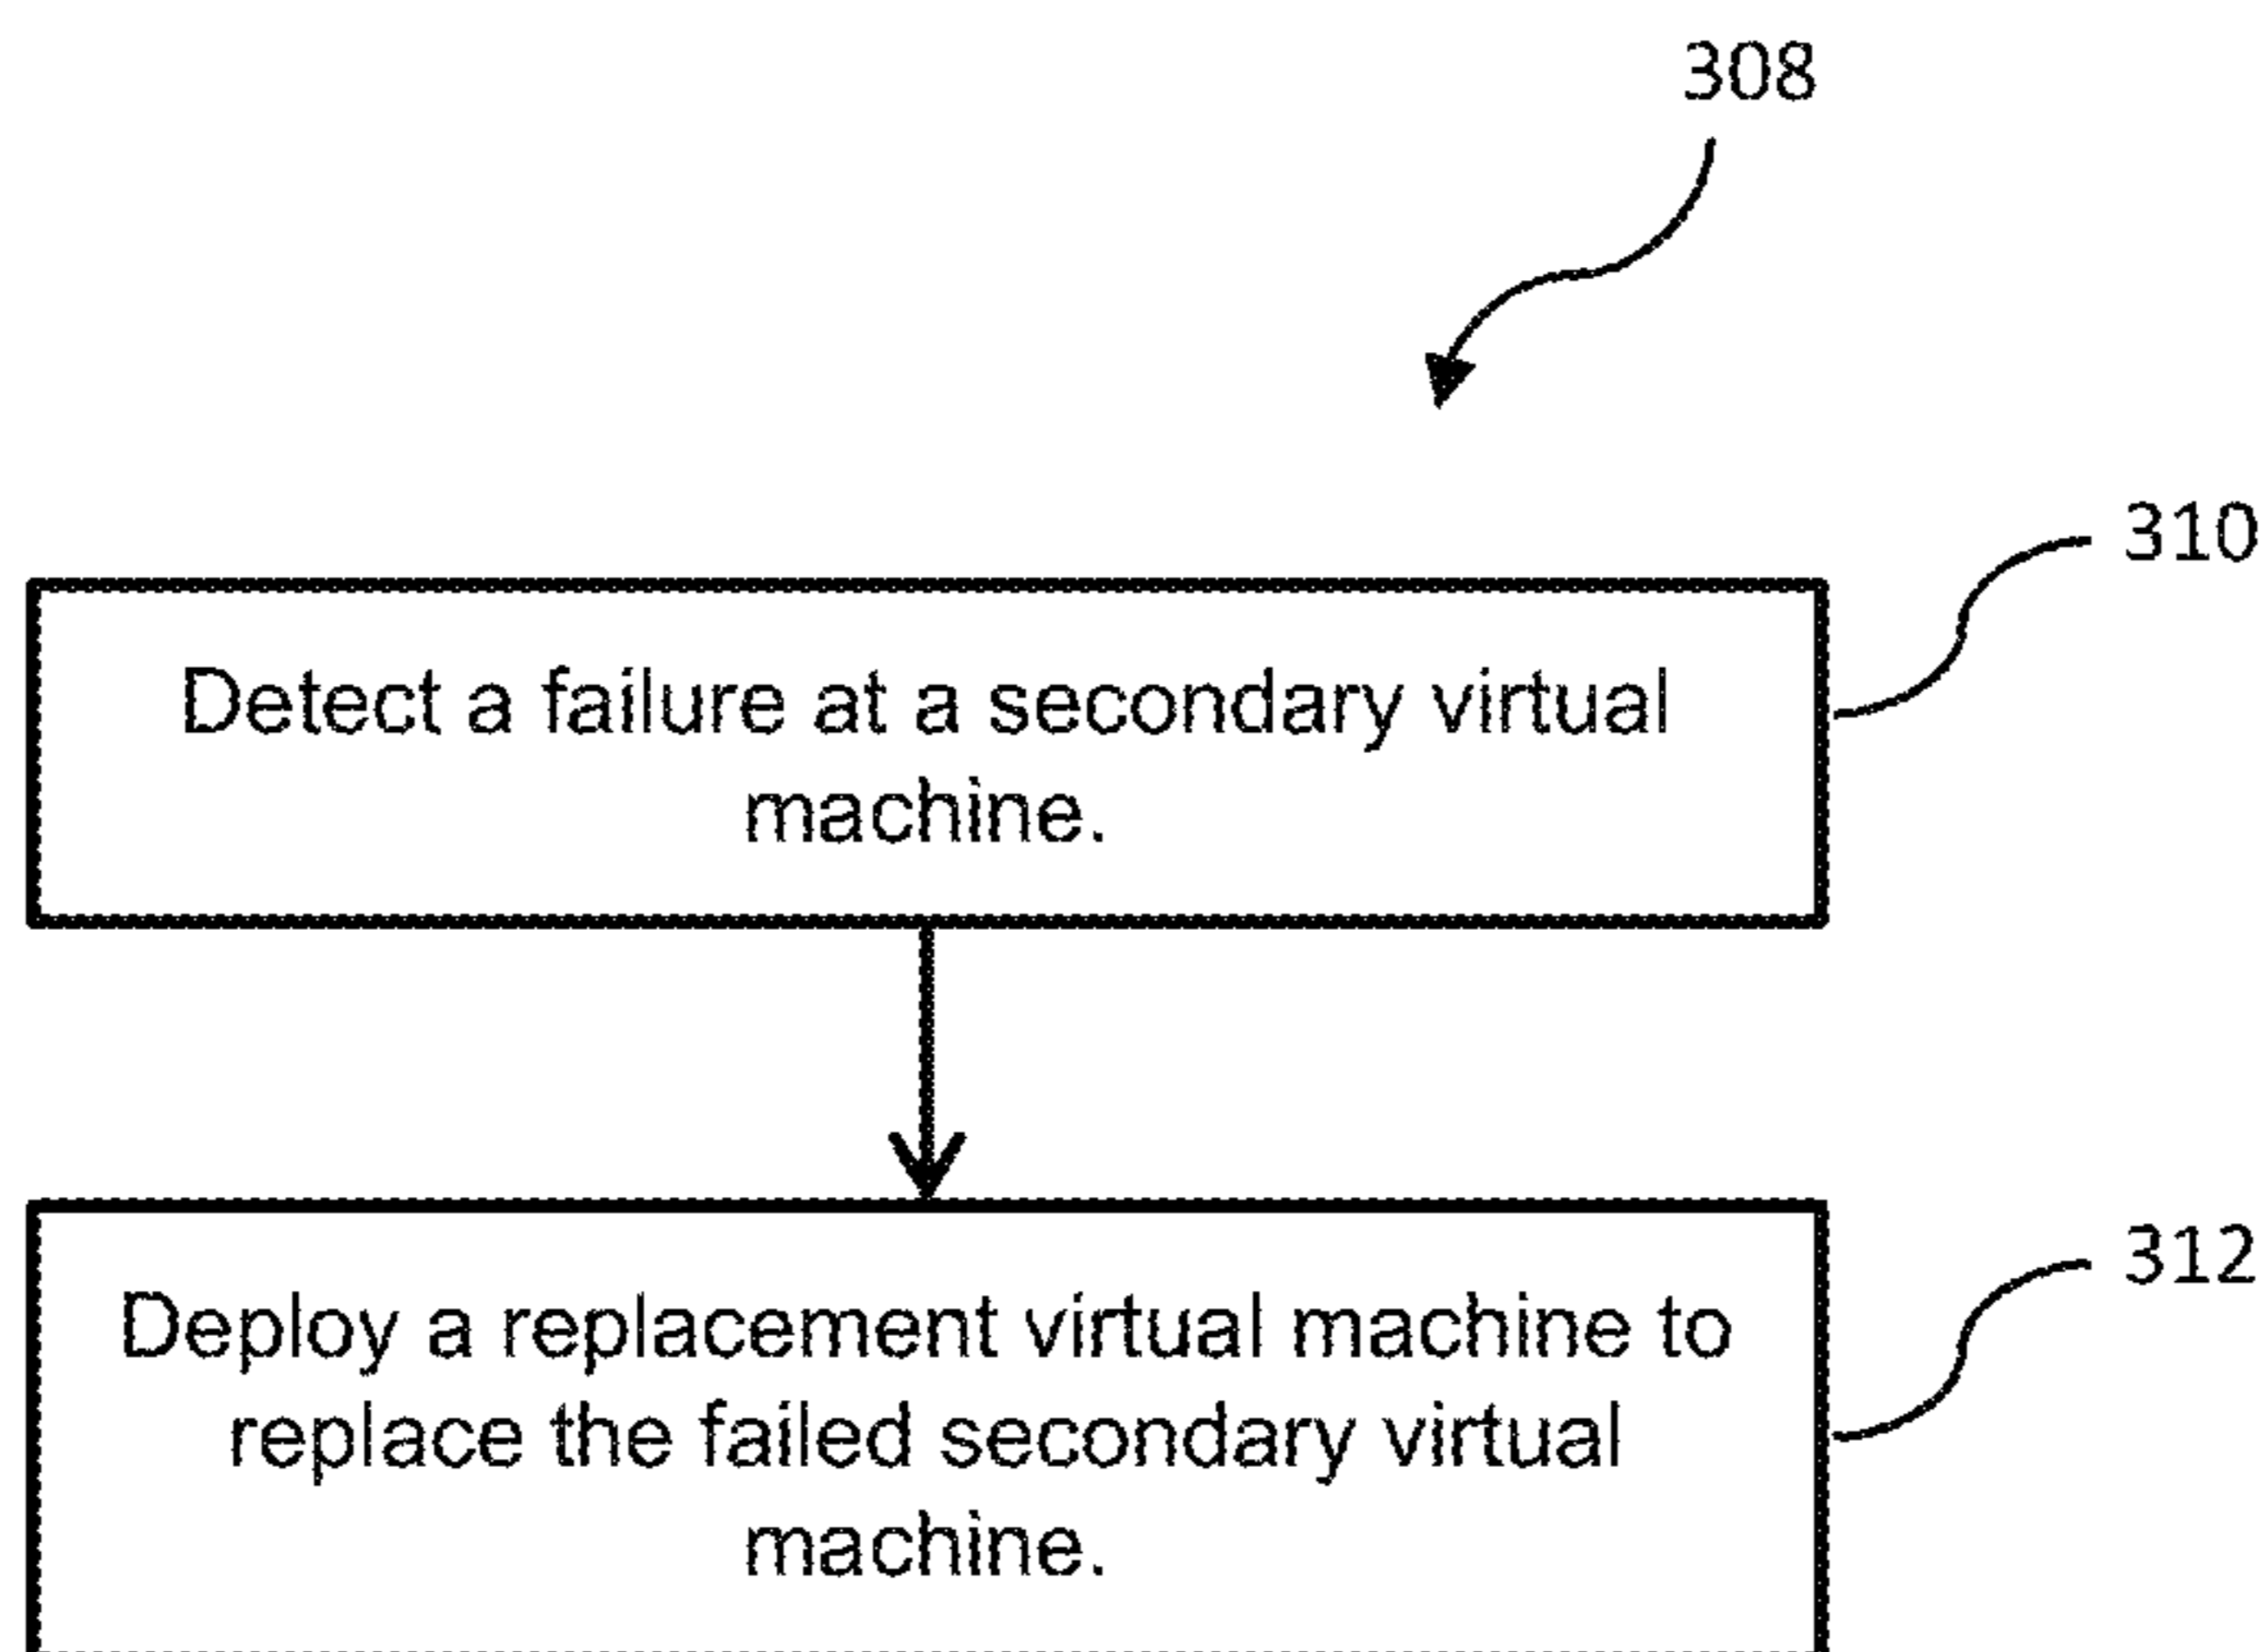 308
310
Detect a failure at a secondary virtual
machine.
312
Deploy a replacement virtual machine to
replace the failed secondary virtual
machine.